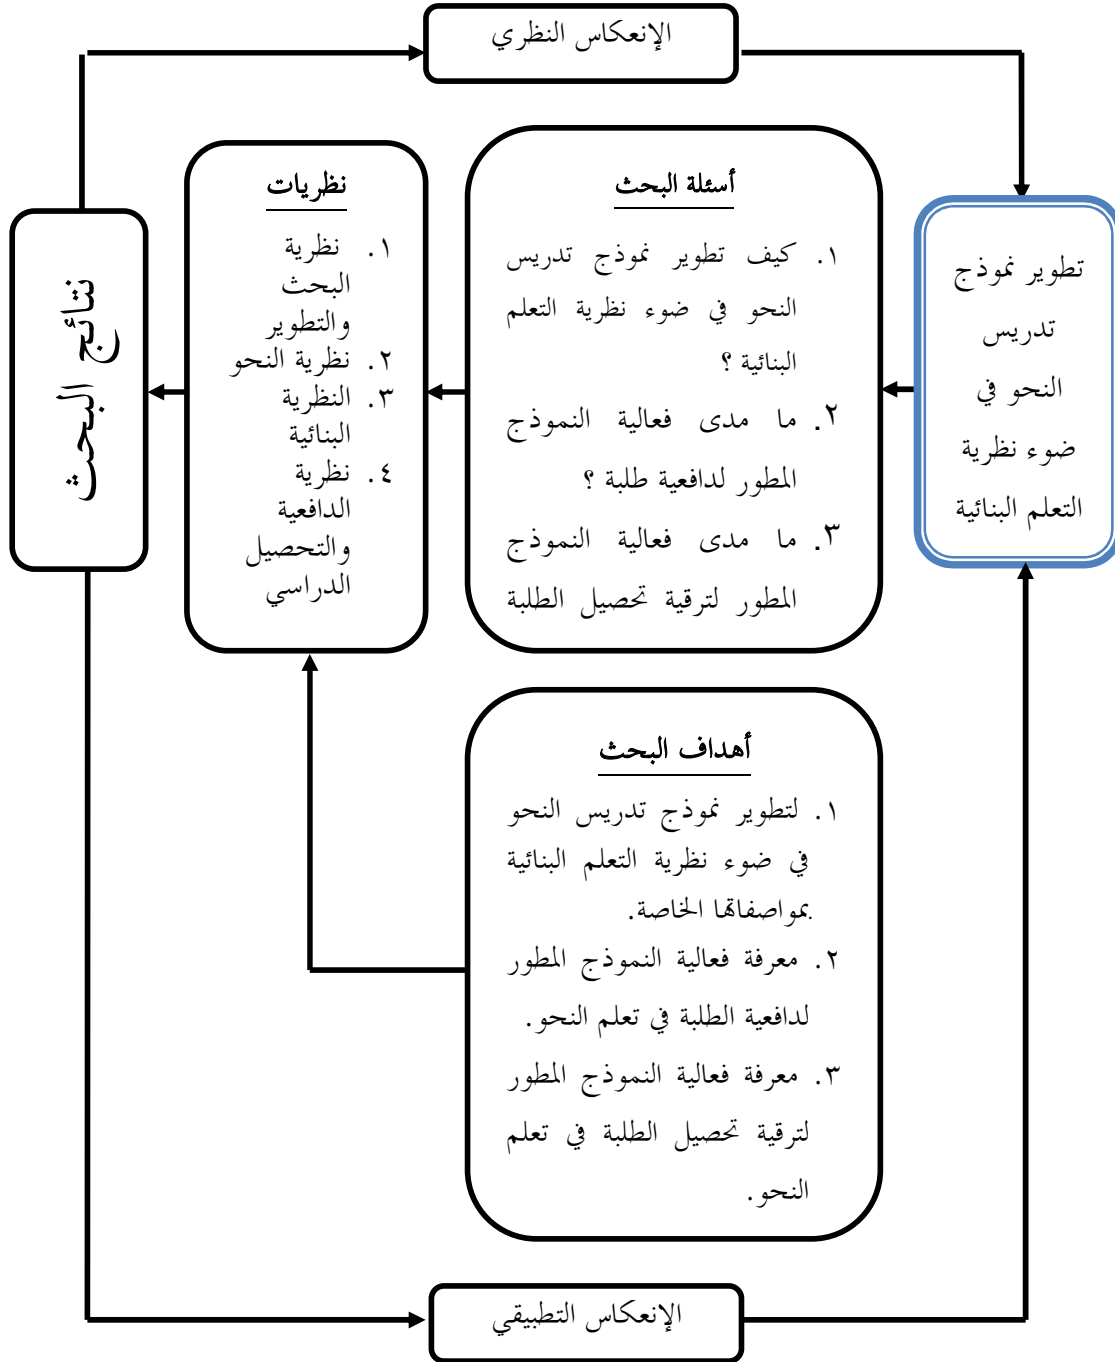 الإنعكاس النظري
تطوير نموذج
تدريس
النحو في
ضوء نظرية
التعلم البنائية
أسئلة البحث
١. كيف تطوير نموذج تدريس
النحو في ضوء نظرية التعلم
البنائية ؟
٢. ما مدى فعالية النموذج
المطور لدافعية طلبة ؟
٣. ما مدى فعالية النموذج
المطور لترقية تحصيل الطلبة
نظريات
١. نظرية
البحث
والتطوير
٢. نظرية النحو
٣. النظرية
البنائية
٤. نظرية
الدافعية
والتحصيل
الدراسي
نتائج البحث
أهداف البحث
١. لتطوير نموذج تدريس النحو
في ضوء نظرية التعلم البنائية
بمواصفاتها الخاصة.
٢. معرفة فعالية النموذج المطور
لدافعية الطلبة في تعلم النحو.
٣. معرفة فعالية النموذج المطور
لترقية تحصيل الطلبة في تعلم
النحو.
الإنعكاس التطبيقي